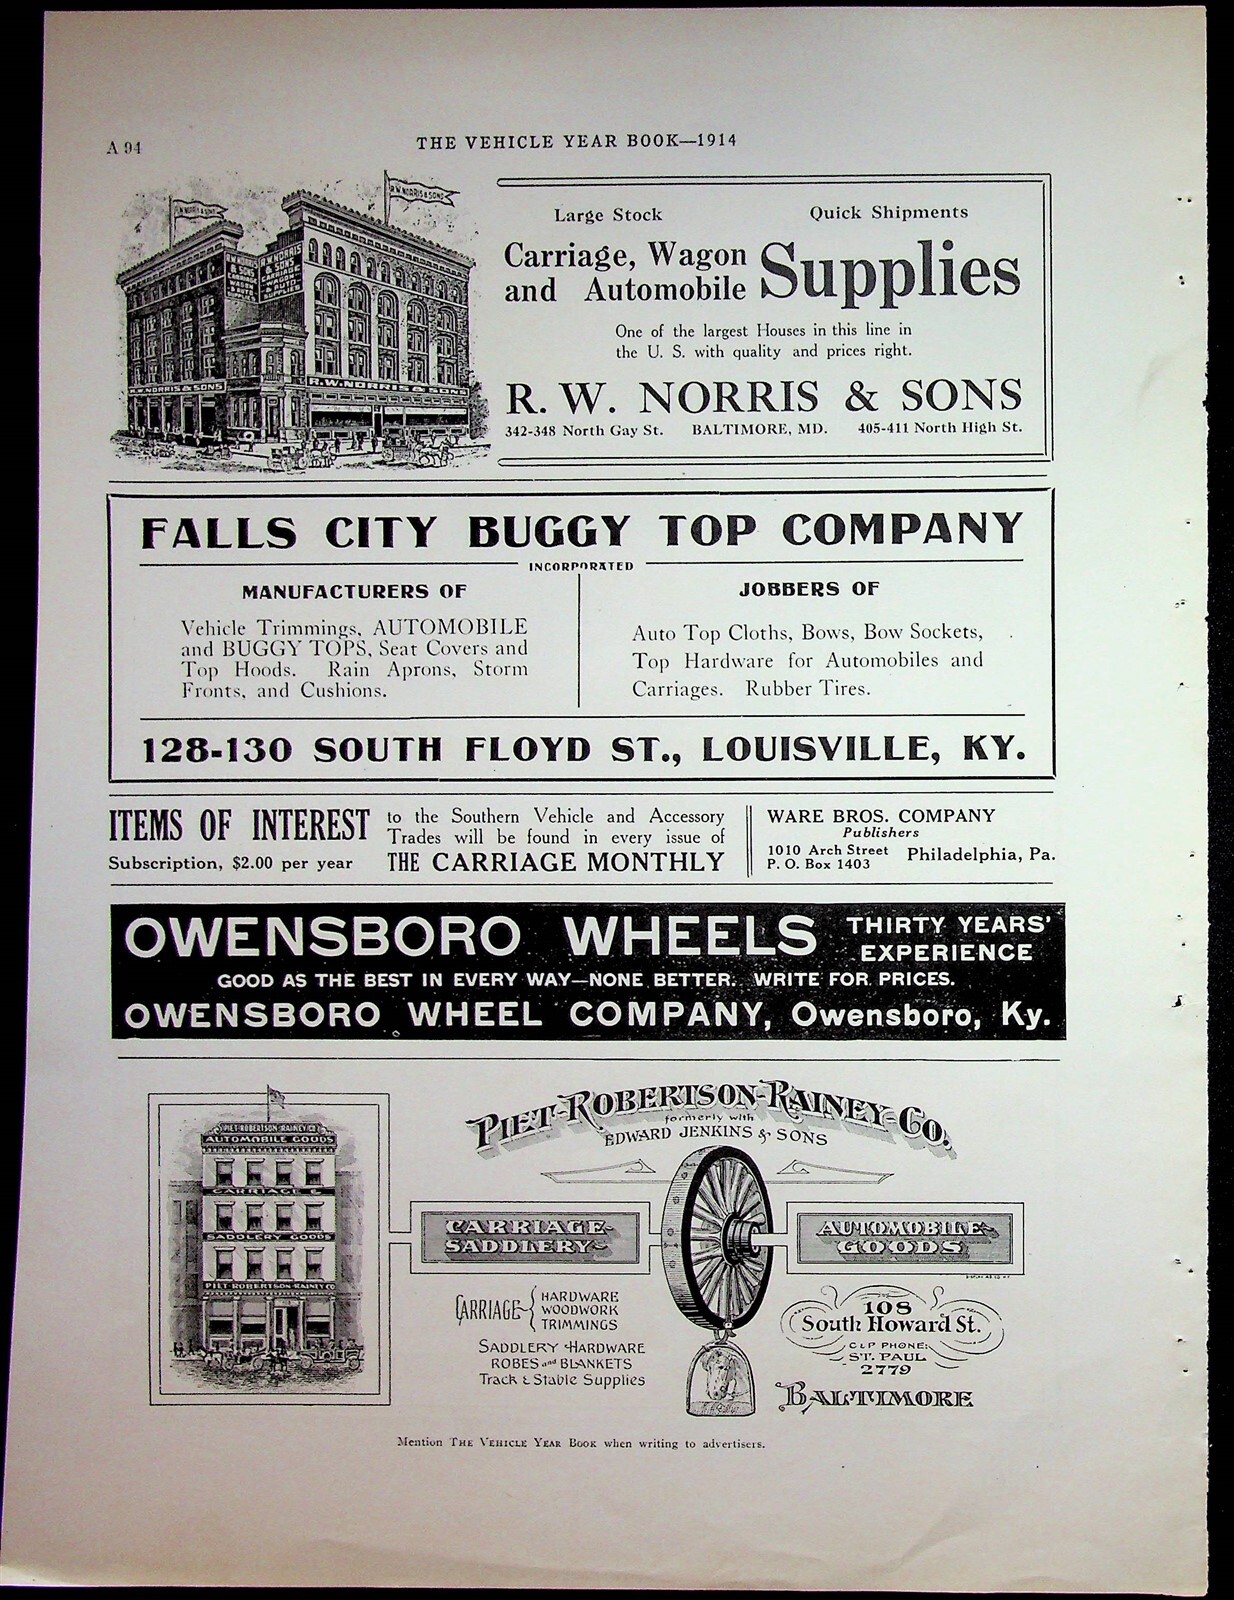 A 94
THE VEHICLE YEAR BOOK—1914
R. W. NORRIS & SONS
R. W. NORRIS & SONS
R. W. NORRIS & SONS
Large Stock Quick Shipments
Carriage, Wagon and Automobile Supplies
One of the largest Houses in this line in
the U. S. with quality and prices right.
R. W. NORRIS & SONS
342-348 North Gay St. BALTIMORE, MD. 405-411 North High St.
FALLS CITY BUGGY TOP COMPANY
INCORPORATED
MANUFACTURERS OF
Vehicle Trimmings, AUTOMOBILE
and BUGGY TOPS, Seat Covers and
Top Hoods. Rain Aprons, Storm
Fronts, and Cushions.
JOBBERS OF
Auto Top Cloths, Bows, Bow Sockets,
Top Hardware for Automobiles and
Carriages. Rubber Tires.
128-130 SOUTH FLOYD ST., LOUISVILLE, KY.
ITEMS OF INTEREST
Subscription, $2.00 per year
to the Southern Vehicle and Accessory
Trades will be found in every issue of
THE CARRIAGE MONTHLY
WARE BROS. COMPANY
Publishers
1010 Arch Street
P. O. Box 1403 Philadelphia, Pa.
OWENSBORO WHEELS THIRTY YEARS' EXPERIENCE
GOOD AS THE BEST IN EVERY WAY—NONE BETTER. WRITE FOR PRICES.
OWENSBORO WHEEL COMPANY, Owensboro, Ky.
PIET-ROBERTSON-RAINEY CO
AUTOMOBILE GOODS
CARRIAGE &
SADDLERY GOODS
PIET-ROBERTSON-RAINEY CO
PIET-ROBERTSON-RAINEY-CO.
formerly with
EDWARD JENKINS & SONS
CARRIAGE
SADDLERY
AUTOMOBILE
GOODS
CARRIAGE HARDWARE
WOODWORK
TRIMMINGS
SADDLERY HARDWARE
ROBES and BLANKETS
Track & Stable Supplies
108
South Howard St.
C & P PHONE:
ST. PAUL
2779
BALTIMORE
Mention THE VEHICLE YEAR BOOK when writing to advertisers.